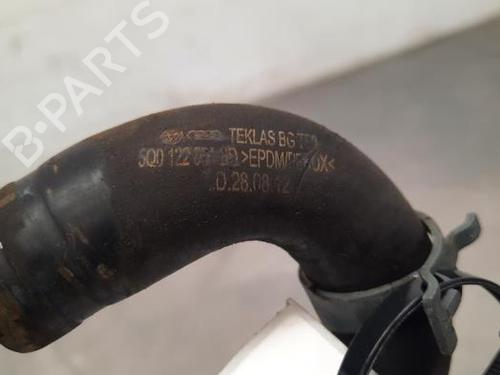 B-PARTS
TEKLAS BG
5Q0 122 >EPDM
.D.28.08.12